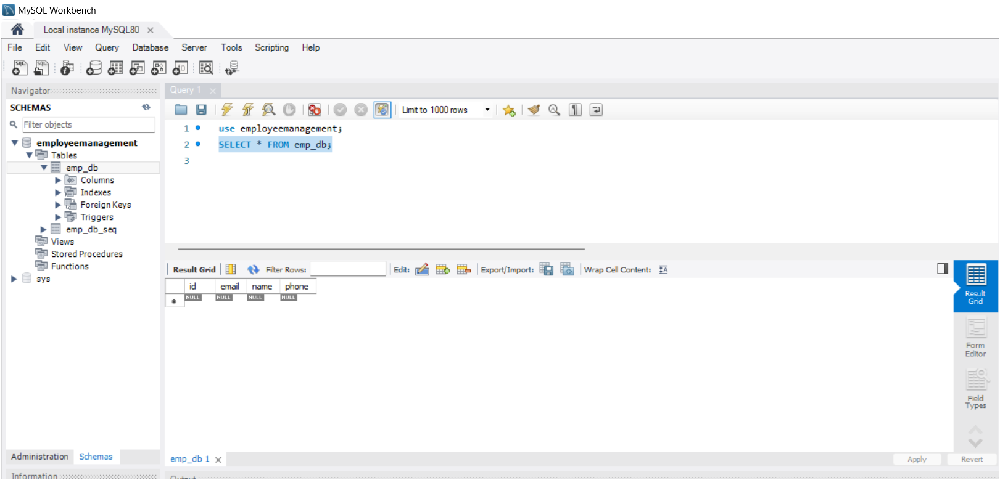 MySQL Workbench
Local instance MySQL80
File Edit View Query Database Server Tools Scripting Help
SQL SQL
Navigator
SCHEMAS
Filter objects
employeemanagement
Tables
emp_db
Columns
Indexes
Foreign Keys
Triggers
emp_db_seq
Views
Stored Procedures
Functions
sys
Administration Schemas
Information
Query 1
Limit to 1000 rows
1 use employeemanagement;
2 SELECT * FROM emp_db;
3
Result Grid Filter Rows: Edit: Export/Import: Wrap Cell Content: IA
id email name phone
* NULL NULL NULL NULL
Result
Grid
Form
Editor
Field
Types
emp_db 1
Apply Revert
Output